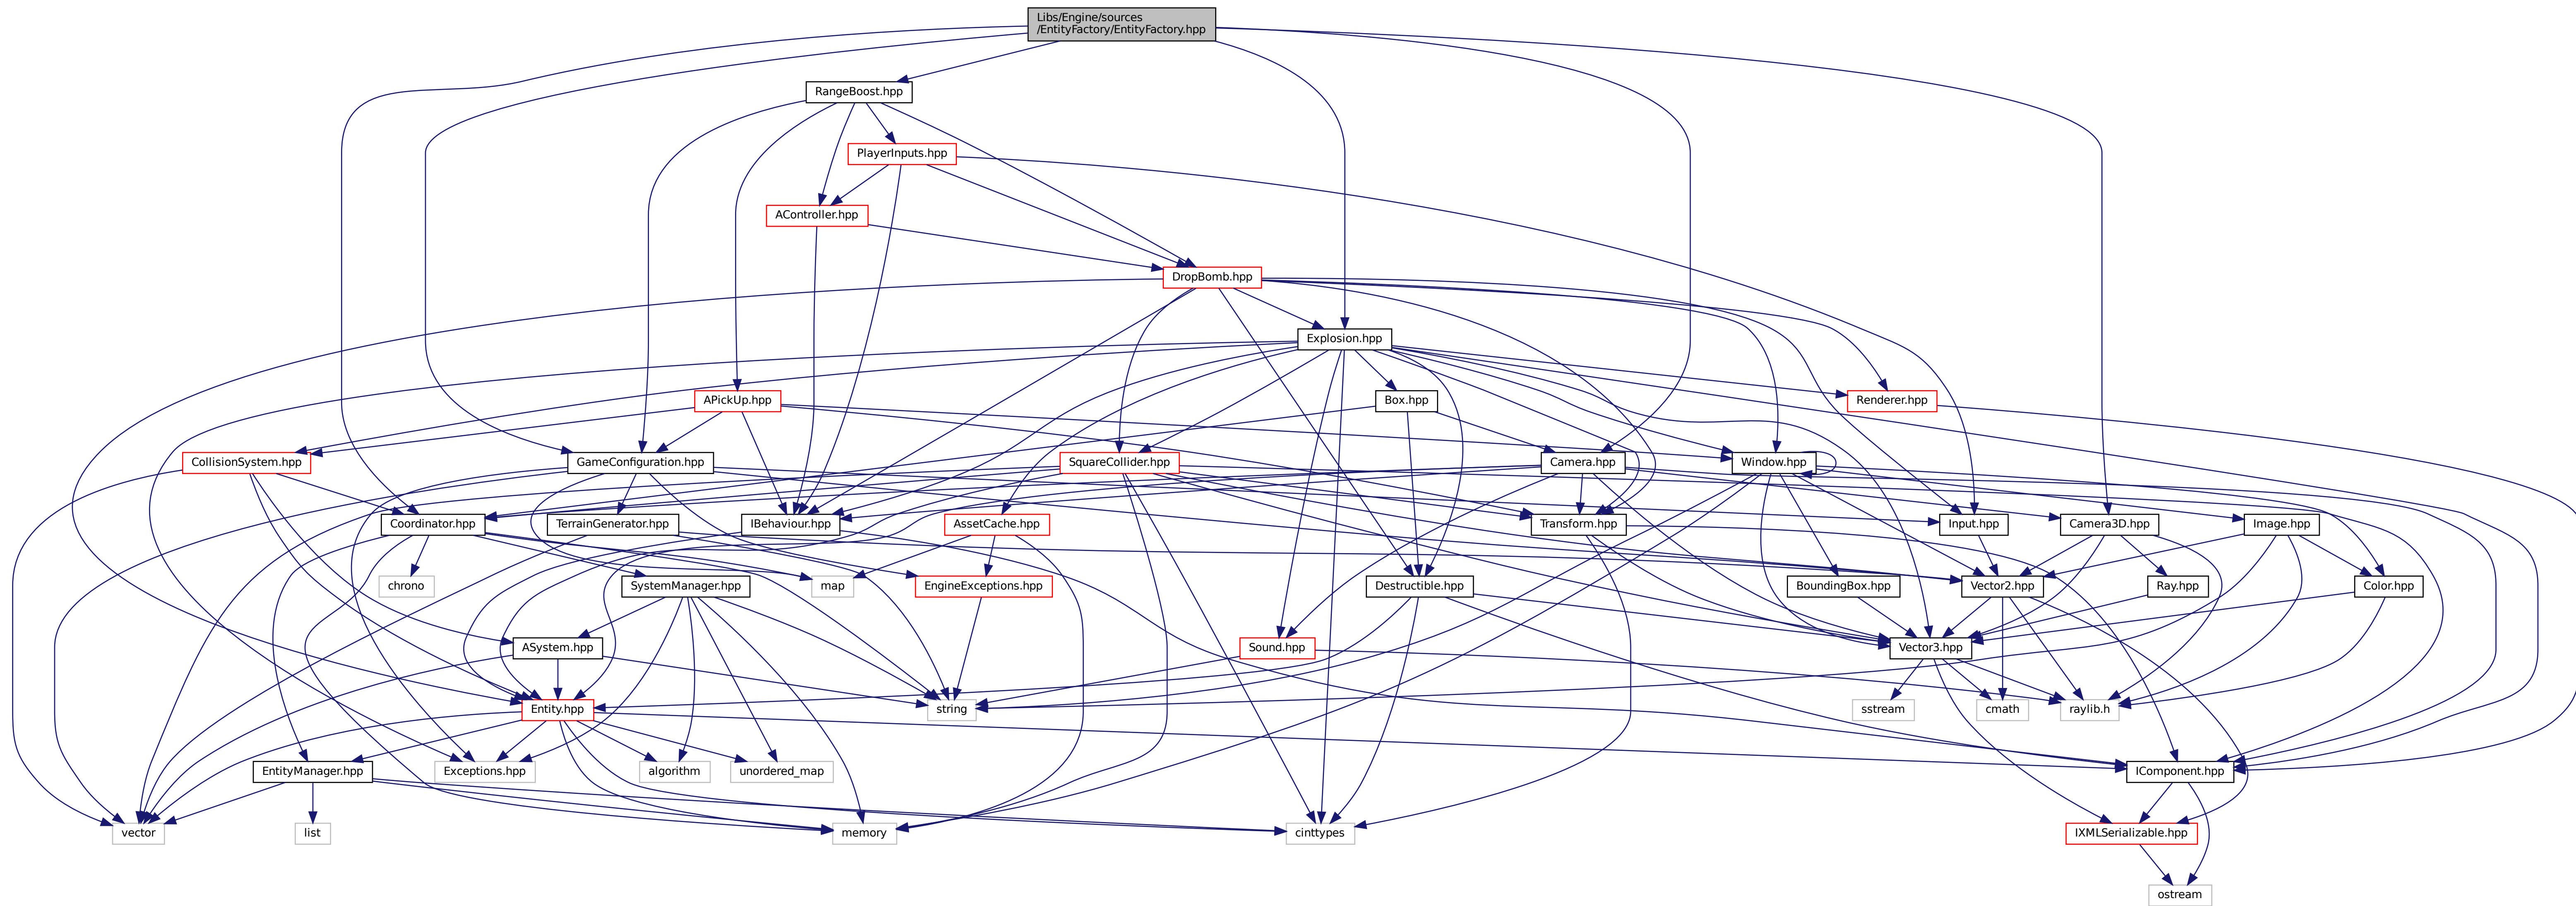 Libs/Engine/sources
/EntityFactory/EntityFactory.hpp
RangeBoost.hpp
PlayerInputs.hpp
AController.hpp
DropBomb.hpp
Explosion.hpp
APickUp.hpp
Box.hpp
Renderer.hpp
CollisionSystem.hpp
GameConfiguration.hpp
SquareCollider.hpp
Camera.hpp
Window.hpp
Coordinator.hpp
TerrainGenerator.hpp
IBehaviour.hpp
AssetCache.hpp
Transform.hpp
Input.hpp
Camera3D.hpp
Image.hpp
chrono
SystemManager.hpp
map
EngineExceptions.hpp
Destructible.hpp
BoundingBox.hpp
Vector2.hpp
Ray.hpp
Color.hpp
ASystem.hpp
Sound.hpp
Vector3.hpp
Entity.hpp
string
sstream
cmath
raylib.h
EntityManager.hpp
Exceptions.hpp
algorithm
unordered_map
IComponent.hpp
vector
list
memory
cinttypes
IXMLSerializable.hpp
ostream